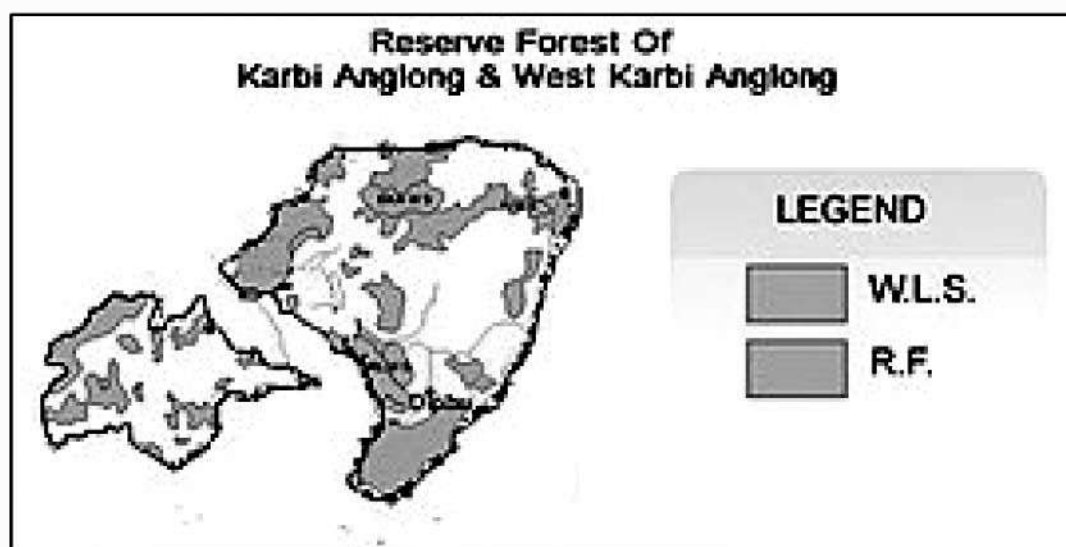 Reserve Forest Of
Karbi Anglong & West Karbi Anglong
LEGEND
W.L.S.
R.F.